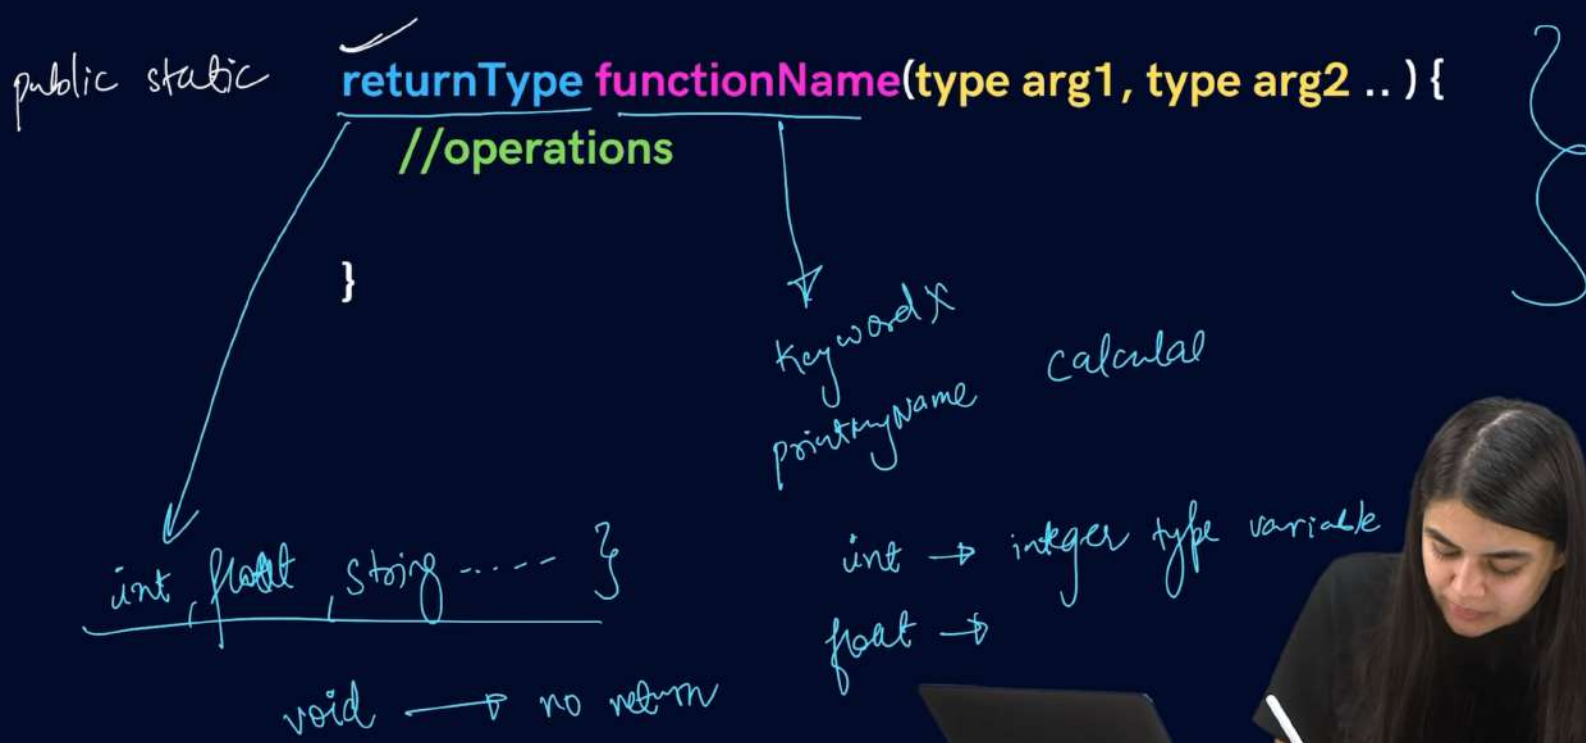 public static returnType functionName(type arg1, type arg2 .. ) {
//operations
}
keyword X
printmyName
calculal
int, float, string ----- }
int → integer type variable
float →
void → no return